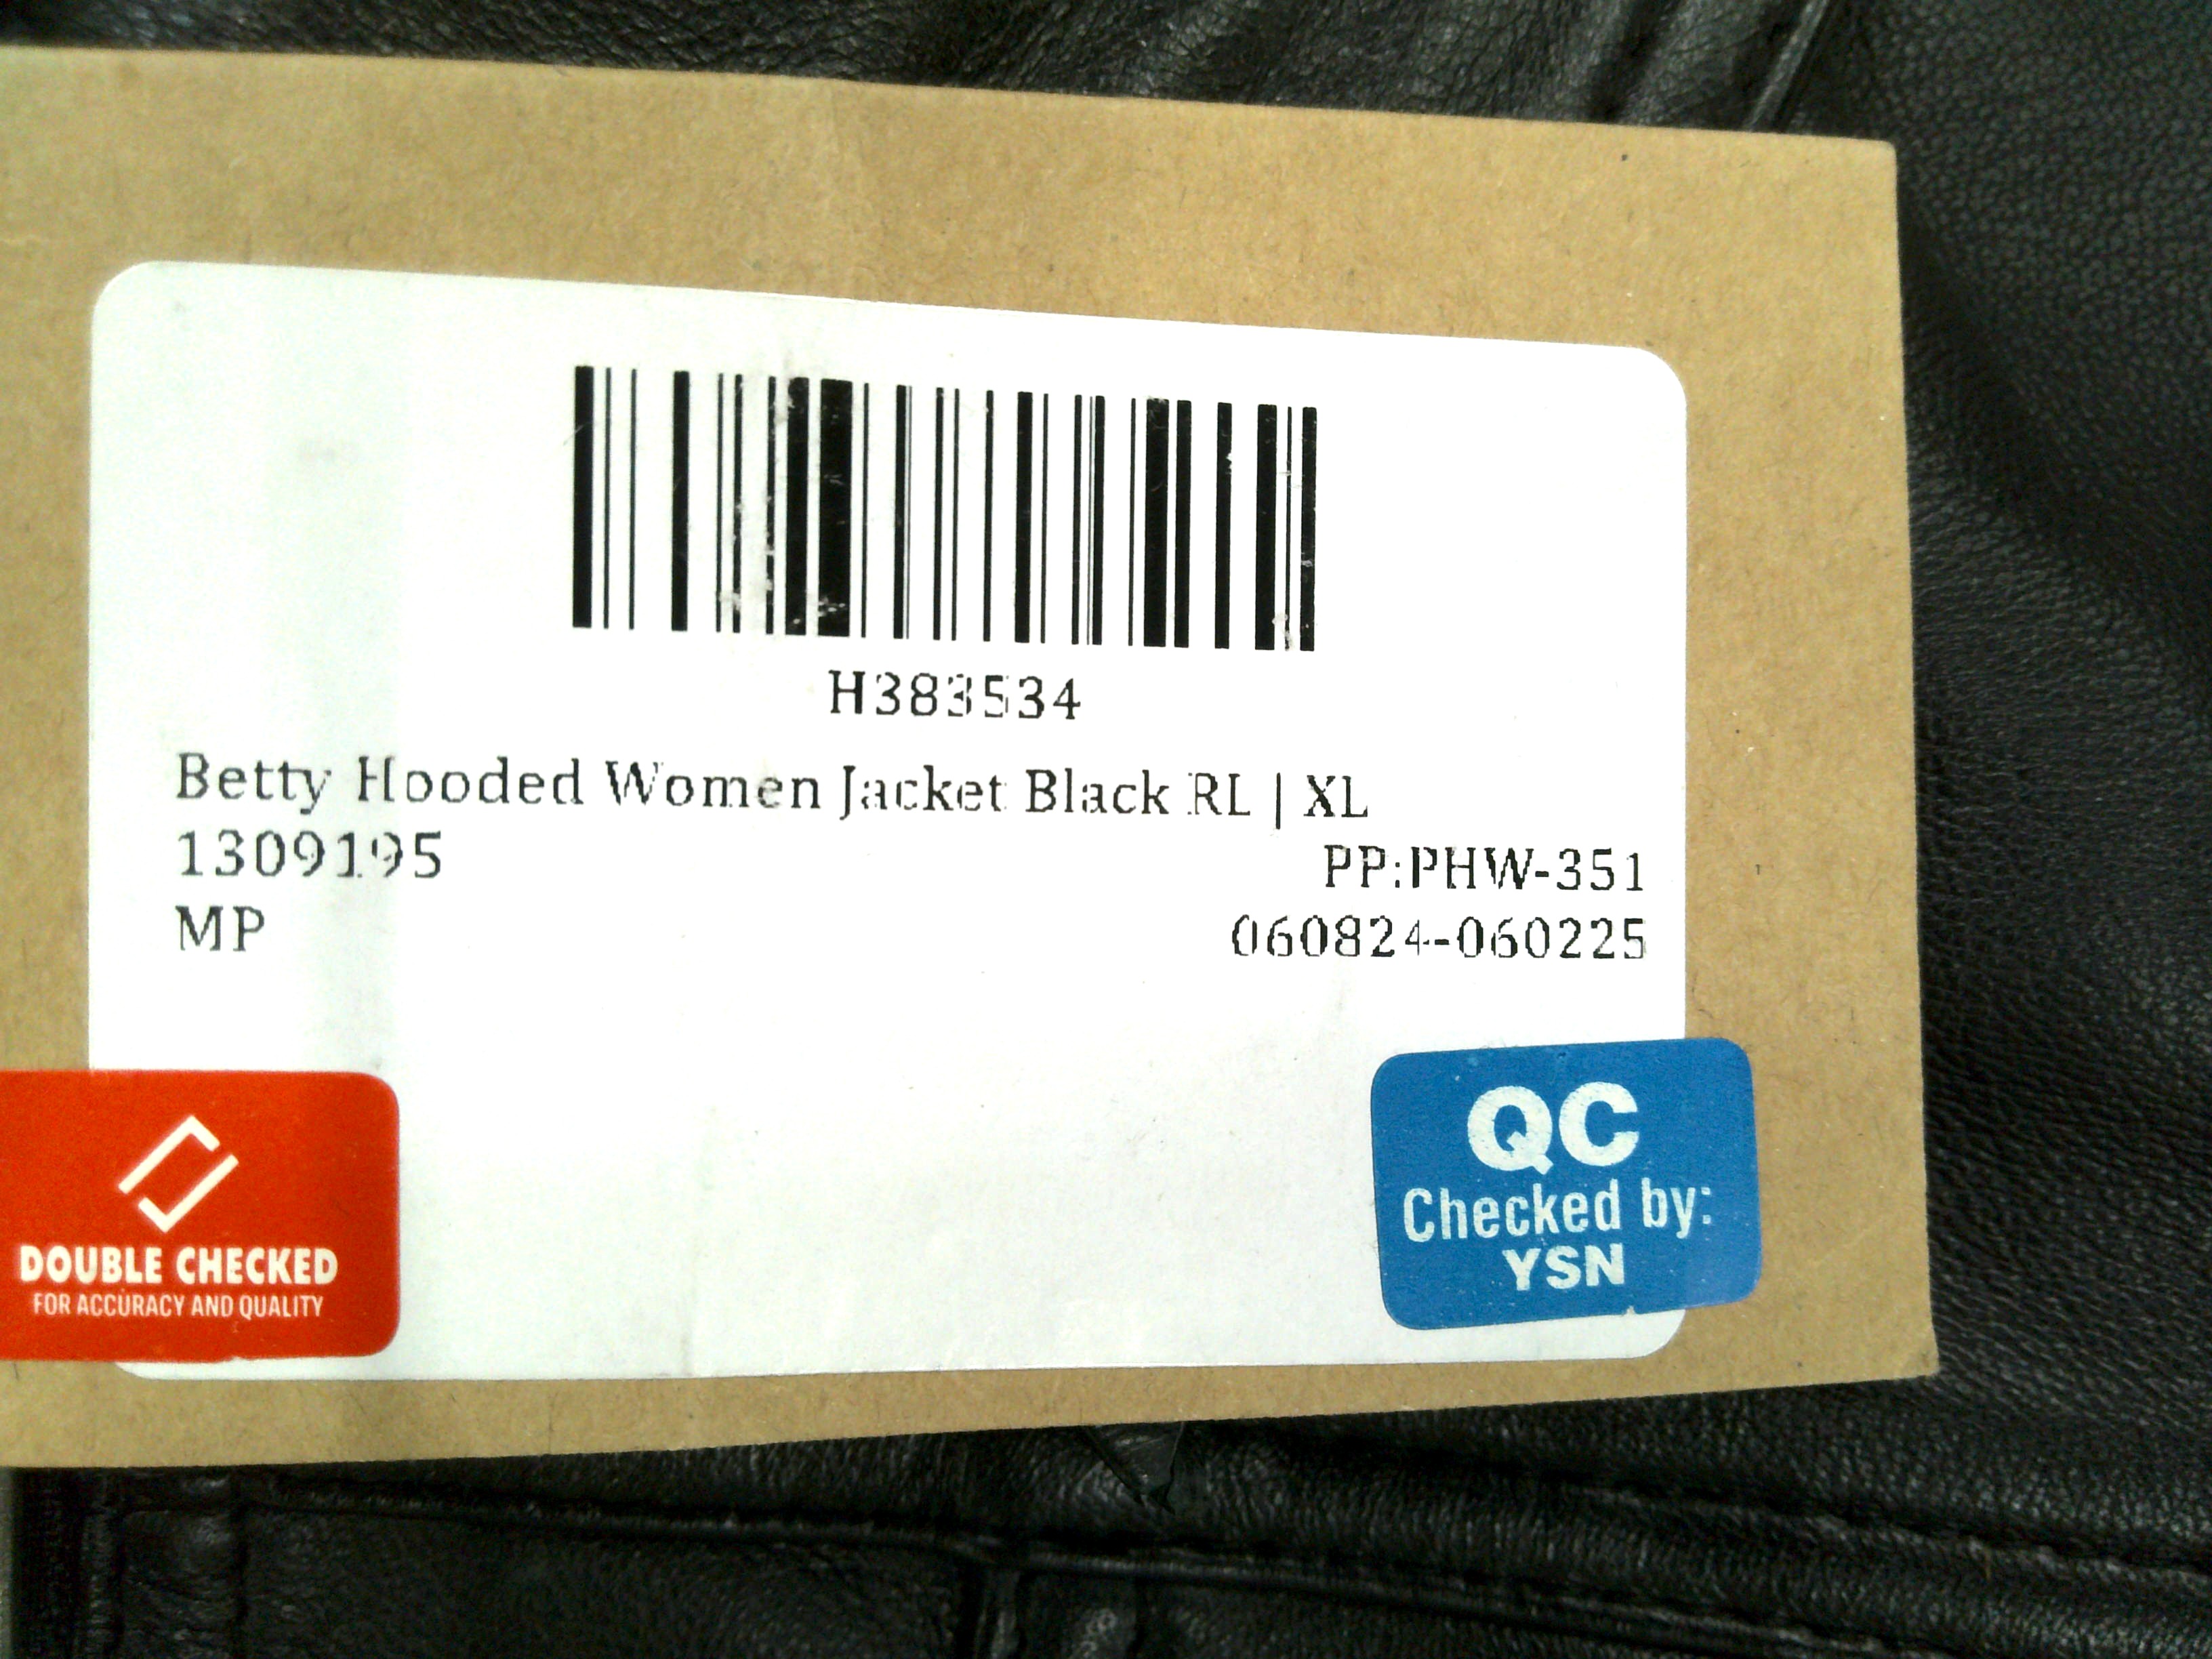 H383534
Betty Hooded Women Jacket Black RL | XL
1309195
PP:PHW-351
MP
060824-060225
DOUBLE CHECKED
FOR ACCURACY AND QUALITY
QC
Checked by:
YSN